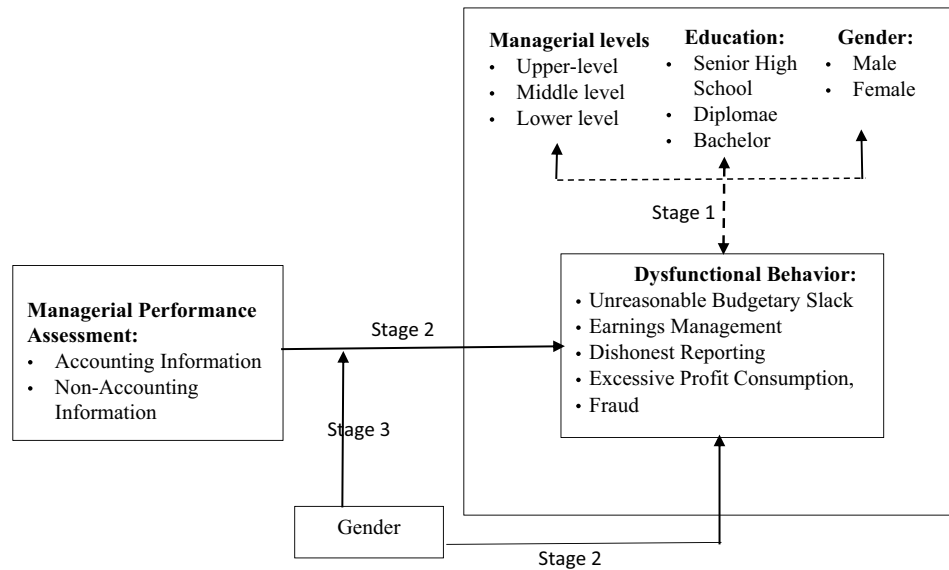 Managerial levels
• Upper-level
• Middle level
• Lower level
Education:
• Senior High
School
• Diplomae
• Bachelor
Gender:
• Male
• Female
Stage 1
Dysfunctional Behavior:
• Unreasonable Budgetary Slack
• Earnings Management
• Dishonest Reporting
• Excessive Profit Consumption,
• Fraud
Managerial Performance
Assessment:
• Accounting Information
• Non-Accounting
Information
Stage 2
Stage 3
Gender
Stage 2